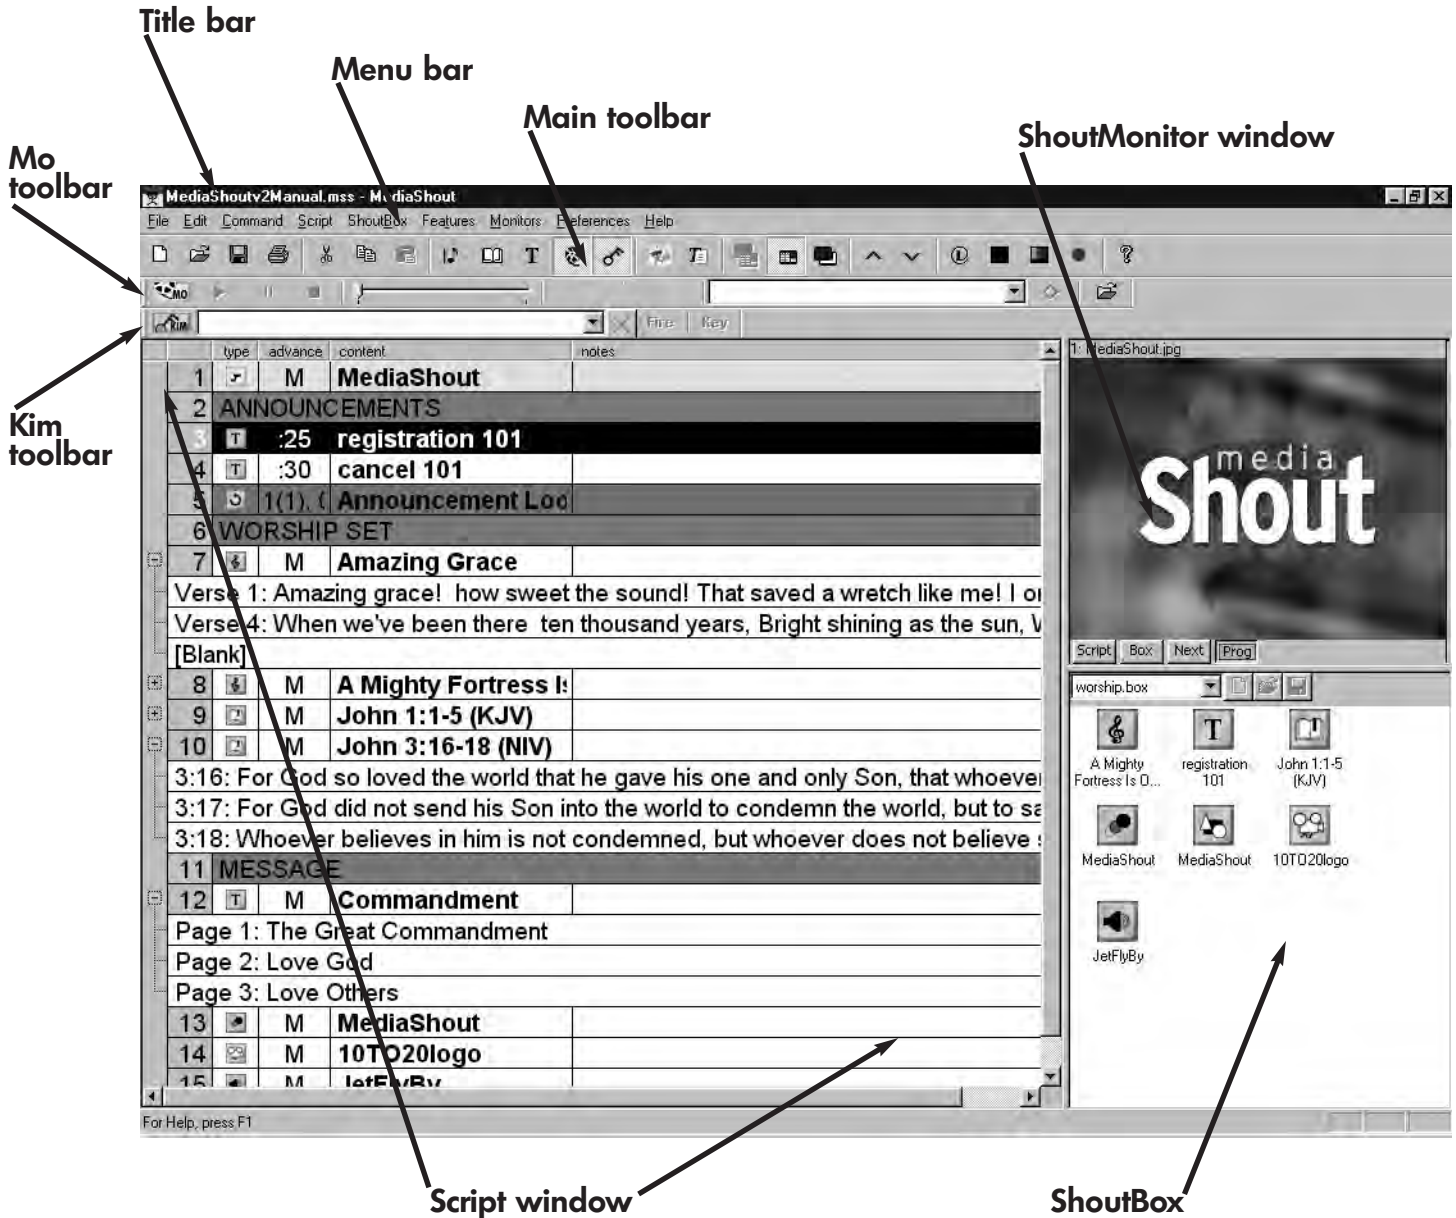 Title bar
Menu bar
Main toolbar
ShoutMonitor window
Mo
toolbar
MediaShoutv2Manual.mss - MediaShout
File Edit Command Script ShoutBox Features Monitors Preferences Help
T
MO
KIM Fire Key
type advance content notes
1: MediaShout.jpg
1 M MediaShout
2 ANNOUNCEMENTS
Kim
toolbar
3 T :25 registration 101
4 T :30 cancel 101
5 1(1), Announcement Loo
6 WORSHIP SET
7 M Amazing Grace
Verse 1: Amazing grace! how sweet the sound! That saved a wretch like me! I
Verse 4: When we've been there ten thousand years, Bright shining as the sun,
[Blank]
8 M A Mighty Fortress Is
9 M John 1:1-5 (KJV)
10 M John 3:16-18 (NIV)
3:16: For God so loved the world that he gave his one and only Son, that whoever
3:17: For God did not send his Son into the world to condemn the world, but to sa
3:18: Whoever believes in him is not condemned, but whoever does not believe
11 MESSAGE
12 T M Commandment
Page 1: The Great Commandment
Page 2: Love God
Page 3: Love Others
13 M MediaShout
14 M 10TO20logo
15 M JetFlyBy
For Help, press F1
media
Shout
Script Box Next Prog
worship.box
T
A Mighty
Fortress Is O...
registration
101
John 1:1-5
(KJV)
MediaShout
MediaShout
10TO20logo
JetFlyBy
Script window
ShoutBox